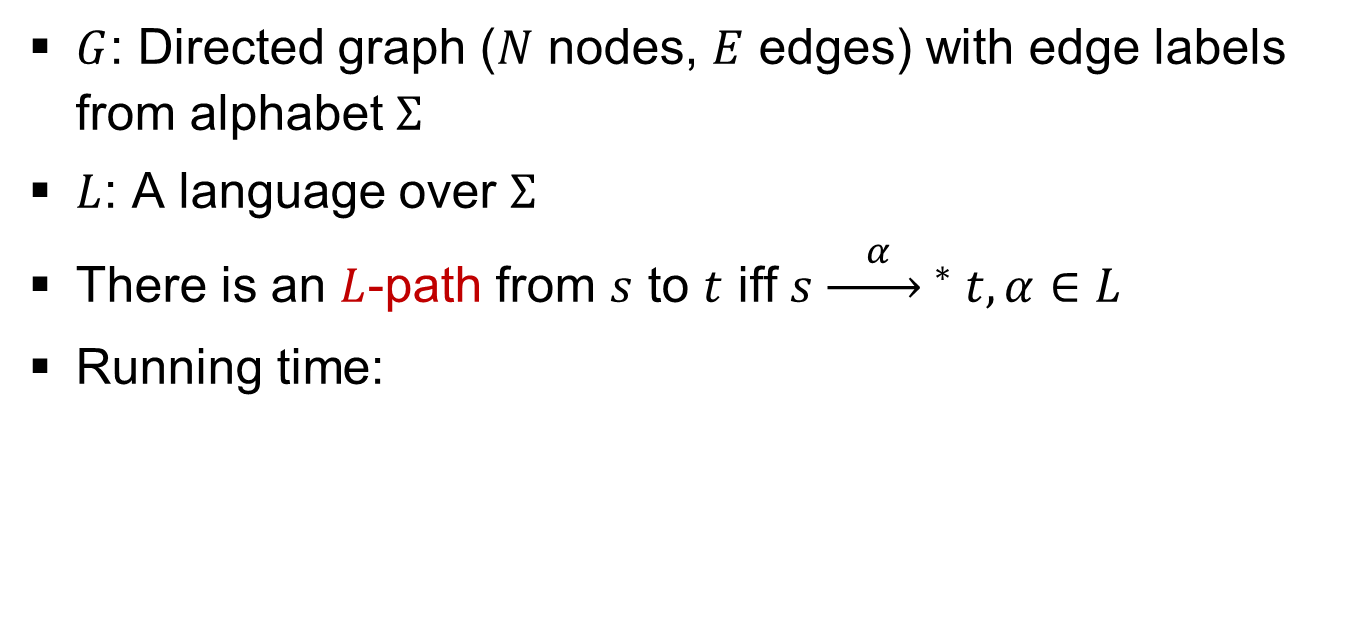 ▪ G: Directed graph (N nodes, E edges) with edge labels
from alphabet Σ
▪ L: A language over Σ
▪ There is an L-path from s to t iff s —α→* t, α ∈ L
▪ Running time: